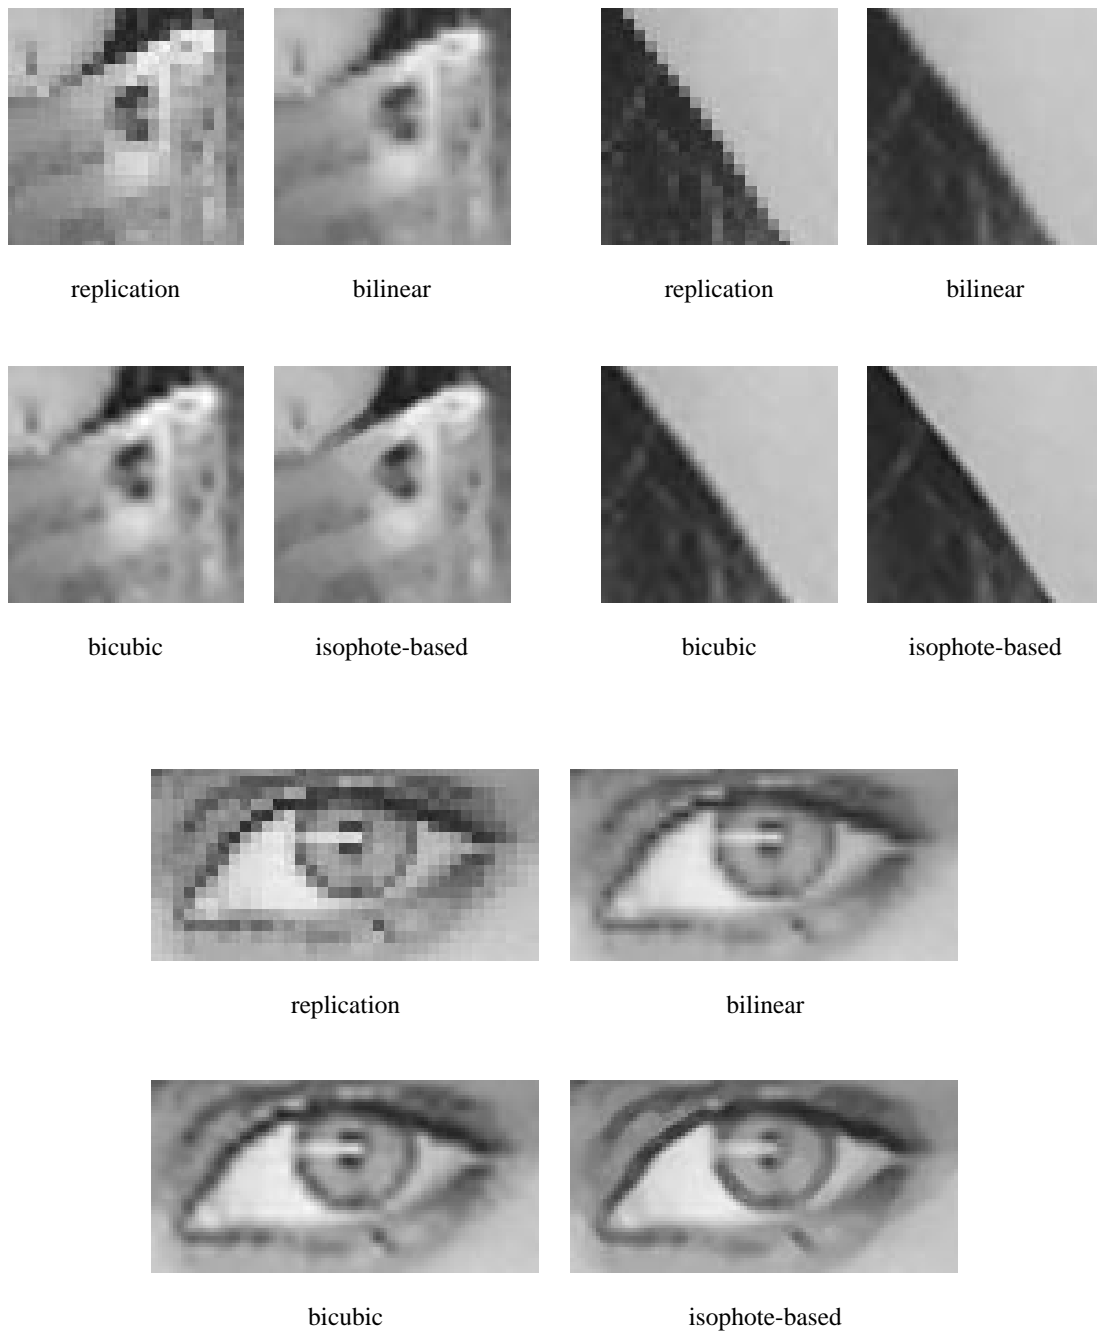 replication bilinear replication bilinear
bicubic isophote-based bicubic isophote-based
replication bilinear
bicubic isophote-based